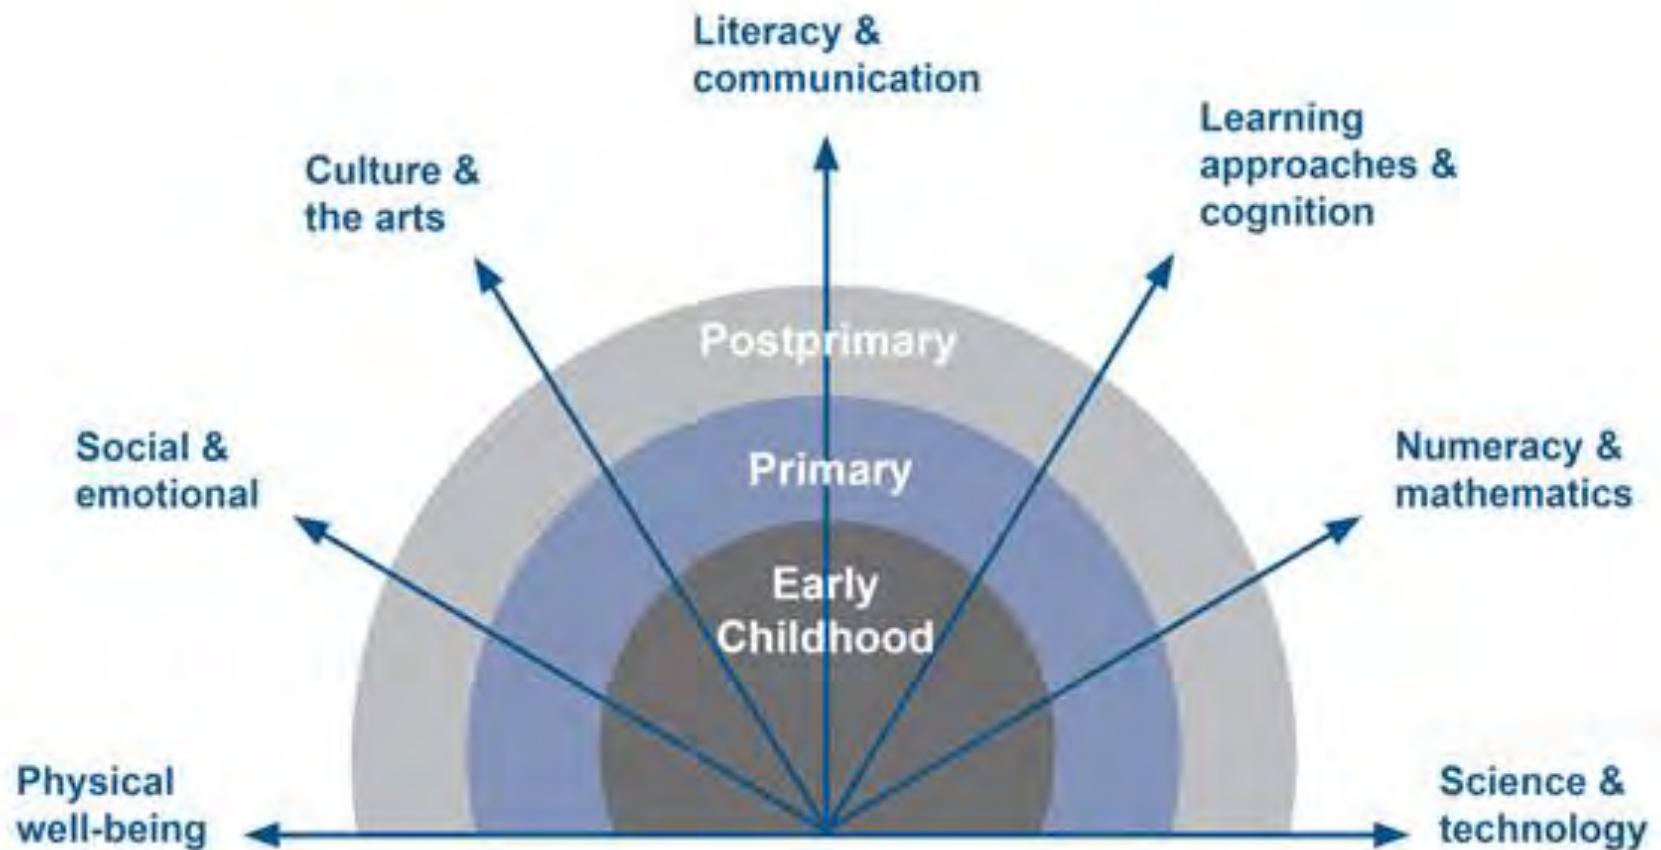 Literacy &
communication
Learning
approaches &
cognition
Culture &
the arts
Postprimary
Social &
emotional
Numeracy &
mathematics
Primary
Early
Childhood
Physical
well-being
Science &
technology